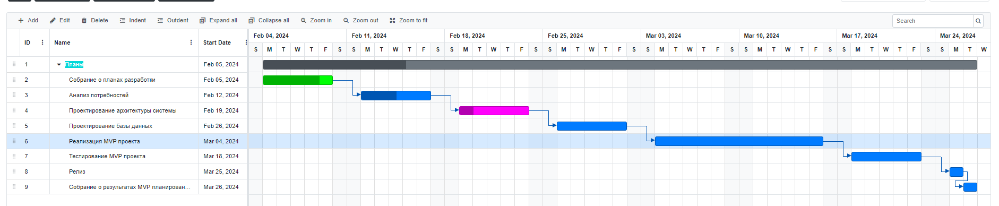 Add Edit Delete Indent Outdent Expand all Collapse all Zoom in Zoom out Zoom to fit Search
ID Name Start Date
Feb 04, 2024 Feb 11, 2024 Feb 18, 2024 Feb 25, 2024 Mar 03, 2024 Mar 10, 2024 Mar 17, 2024 Mar 24, 2024
S M T W T F S S M T W T F S S M T W T F S S M T W T F S S M T W T F S S M T W T F S S M T W T F S S M T W
1 Планы Feb 05, 2024
2 Собрание о планах разработки Feb 05, 2024
3 Анализ потребностей Feb 12, 2024
4 Проектирование архитектуры системы Feb 19, 2024
5 Проектирование базы данных Feb 26, 2024
6 Реализация MVP проекта Mar 04, 2024
7 Тестирование MVP проекта Mar 18, 2024
8 Релиз Mar 25, 2024
9 Собрание о результатах MVP планирован... Mar 26, 2024